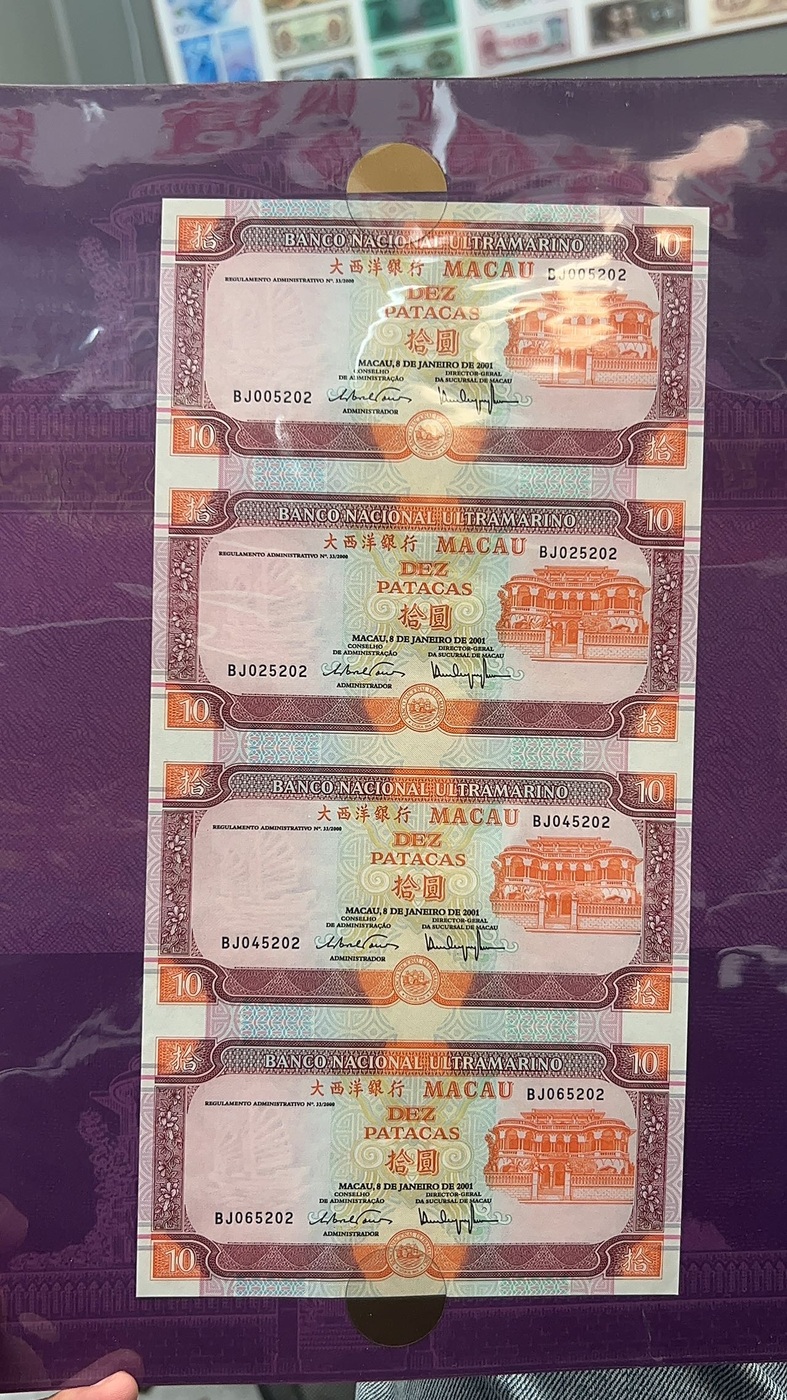 拾 BANCO NACIONAL ULTRAMARINO 10
大西洋銀行 MACAU BJ005202
REGULAMENTO ADMINISTRATIVO Nº. 33/2000
DEZ
PATACAS
拾圓
MACAU, 8 DE JANEIRO DE 2001
CONSELHO DE ADMINISTRAÇÃO
DIRECTOR-GERAL DA SUCURSAL DE MACAU
BJ005202
ADMINISTRADOR
10 拾
拾 BANCO NACIONAL ULTRAMARINO 10
大西洋銀行 MACAU BJ025202
REGULAMENTO ADMINISTRATIVO Nº. 33/2000
DEZ
PATACAS
拾圓
MACAU, 8 DE JANEIRO DE 2001
CONSELHO DE ADMINISTRAÇÃO
DIRECTOR-GERAL DA SUCURSAL DE MACAU
BJ025202
ADMINISTRADOR
10 拾
拾 BANCO NACIONAL ULTRAMARINO 10
大西洋銀行 MACAU BJ045202
REGULAMENTO ADMINISTRATIVO Nº. 33/2000
DEZ
PATACAS
拾圓
MACAU, 8 DE JANEIRO DE 2001
CONSELHO DE ADMINISTRAÇÃO
DIRECTOR-GERAL DA SUCURSAL DE MACAU
BJ045202
ADMINISTRADOR
10 拾
拾 BANCO NACIONAL ULTRAMARINO 10
大西洋銀行 MACAU BJ065202
REGULAMENTO ADMINISTRATIVO Nº. 33/2000
DEZ
PATACAS
拾圓
MACAU, 8 DE JANEIRO DE 2001
CONSELHO DE ADMINISTRAÇÃO
DIRECTOR-GERAL DA SUCURSAL DE MACAU
BJ065202
ADMINISTRADOR
10 拾